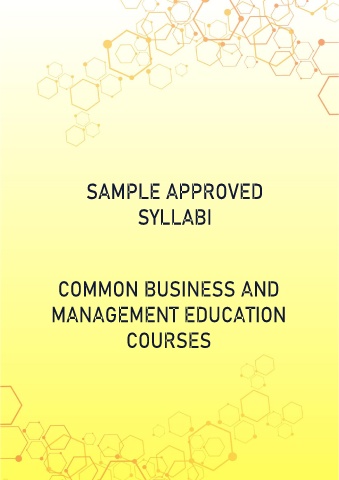 SAMPLE APPROVED
SYLLABI
COMMON BUSINESS AND
MANAGEMENT EDUCATION
COURSES